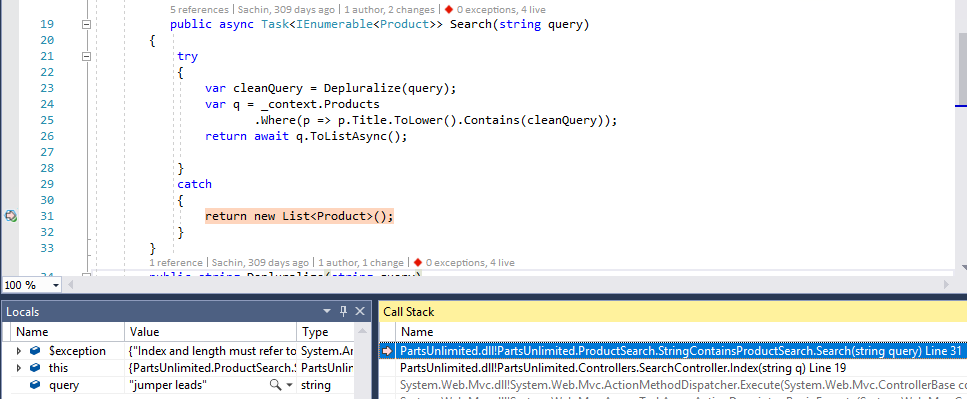 5 references | Sachin, 309 days ago | 1 author, 2 changes | 0 exceptions, 4 live
19 public async Task<IEnumerable<Product>> Search(string query)
20 {
21 try
22 {
23 var cleanQuery = Depluralize(query);
24 var q = _context.Products
25 .Where(p => p.Title.ToLower().Contains(cleanQuery));
26 return await q.ToListAsync();
27
28 }
29 catch
30 {
31 return new List<Product>();
32 }
33 }
1 reference | Sachin, 309 days ago | 1 author, 1 change | 0 exceptions, 4 live
34 public string Depluralize(string query)
100 %
Locals
Name Value Type
$exception {"Index and length must refer to System.Ar
this {PartsUnlimited.ProductSearch. PartsUnlim
query "jumper leads" string
Call Stack
Name
PartsUnlimited.dll!PartsUnlimited.ProductSearch.StringContainsProductSearch.Search(string query) Line 31
PartsUnlimited.dll!PartsUnlimited.Controllers.SearchController.Index(string q) Line 19
System.Web.Mvc.dll!System.Web.Mvc.ActionMethodDispatcher.Execute(System.Web.Mvc.ControllerBase co